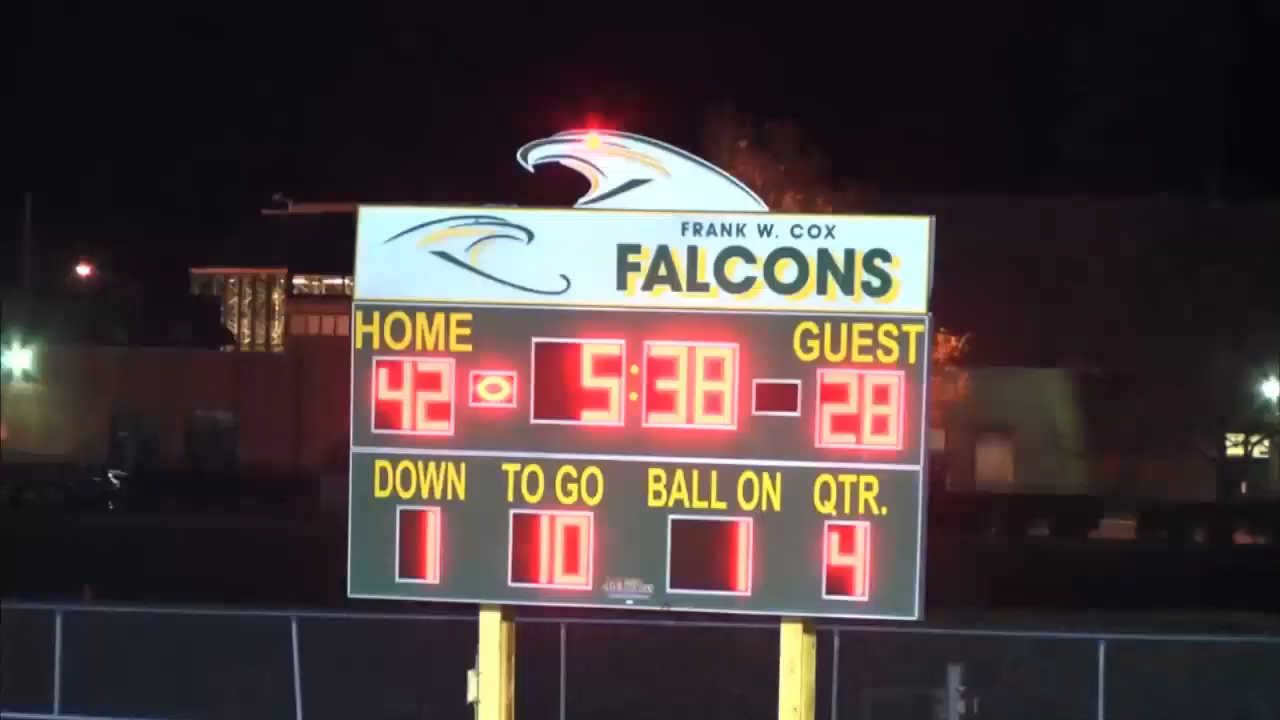 FRANK W. COX
FALCONS
HOME
GUEST
42 5:38 28
DOWN TO GO BALL ON QTR.
1 10 1 4